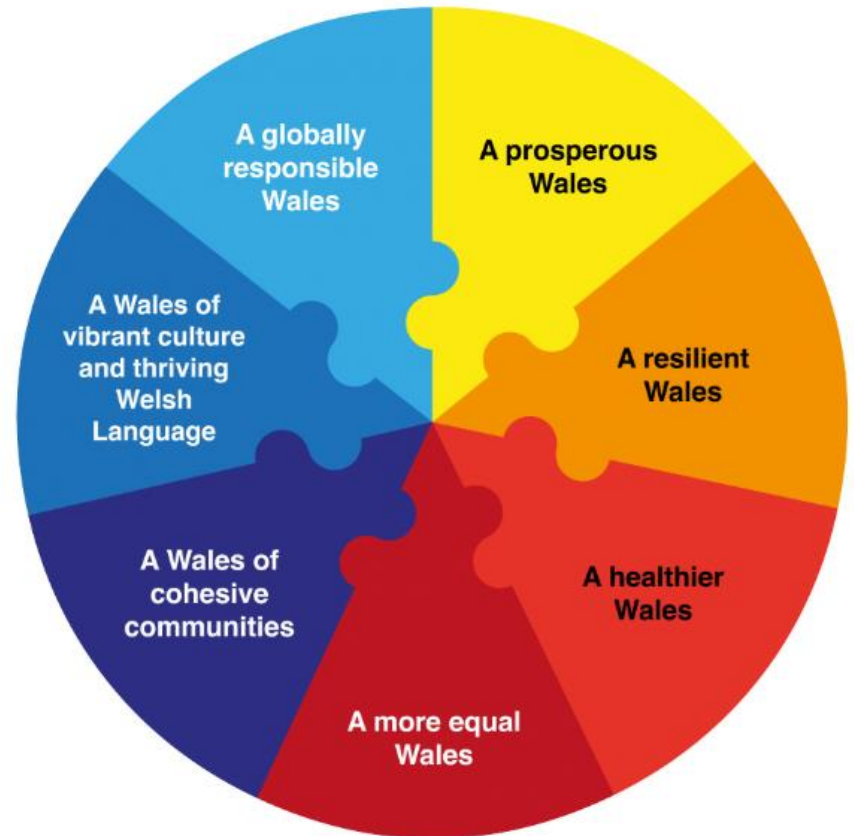 A prosperous
Wales
A resilient
Wales
A healthier
Wales
A more equal
Wales
A Wales of
cohesive
communities
A Wales of
vibrant culture
and thriving
Welsh
Language
A globally
responsible
Wales